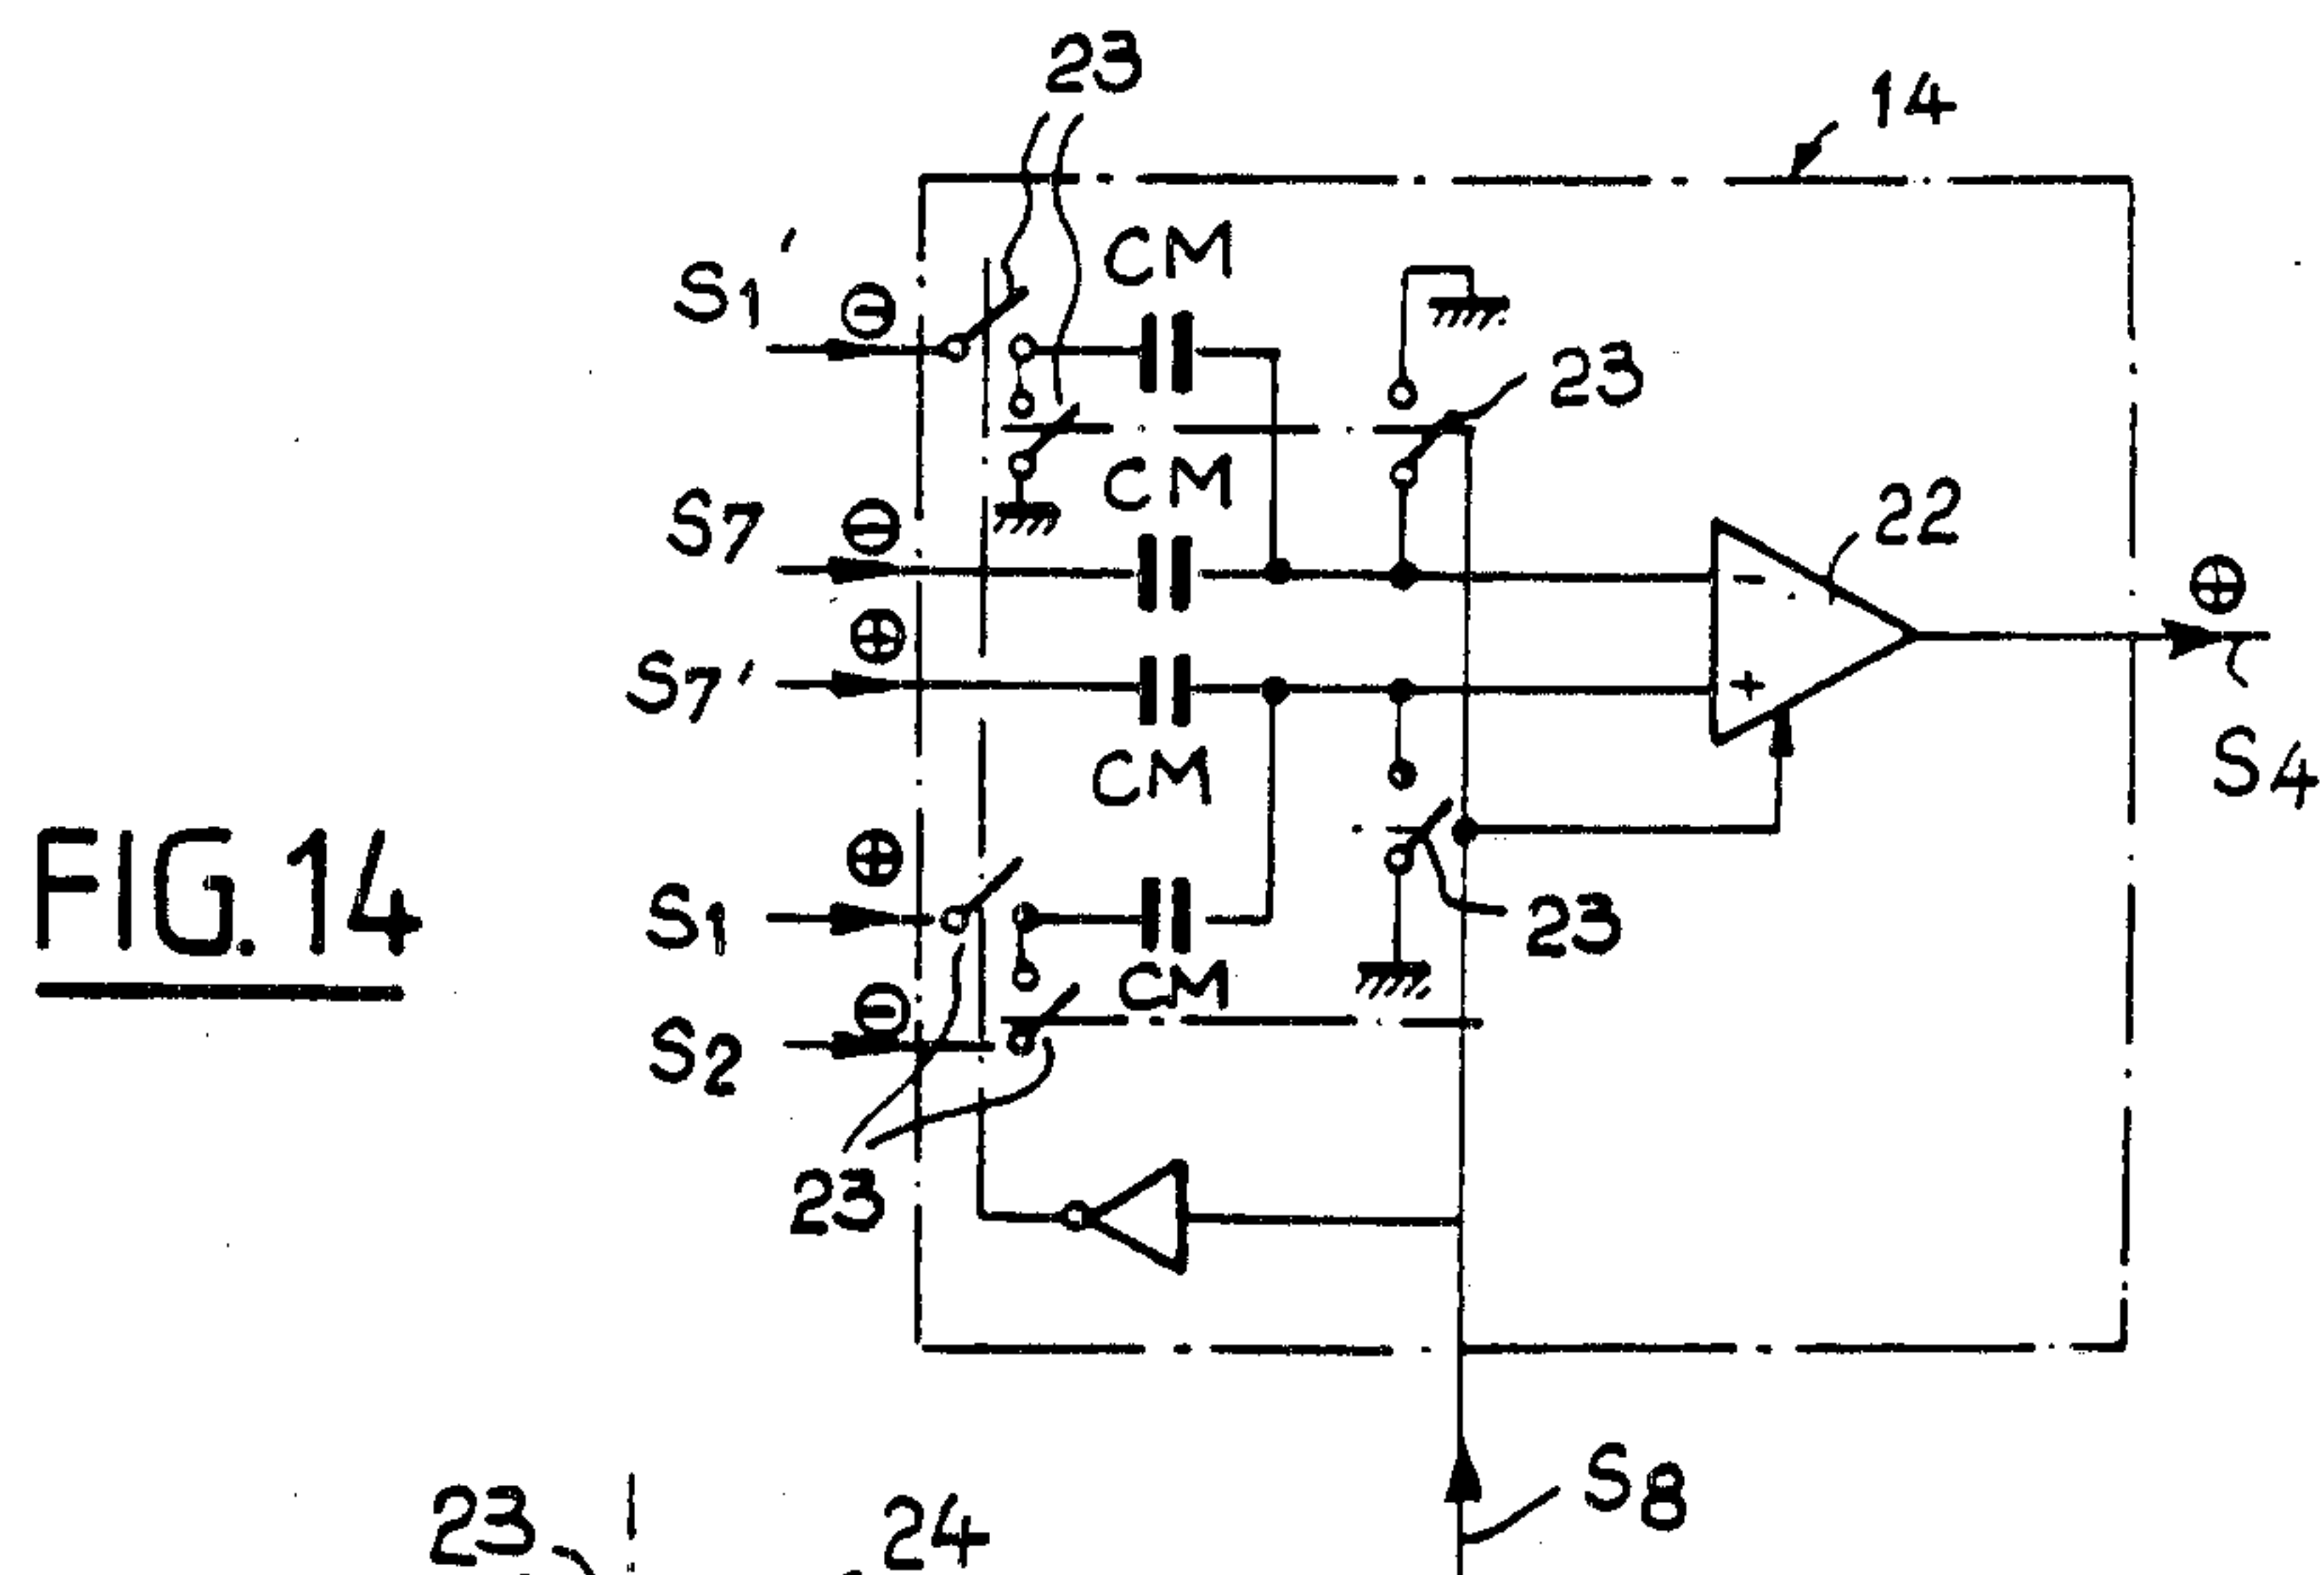 23
14
S1' ⊖ CM
23
S7 ⊖ CM
22
-
⊕
S7' ⊕
+
CM
S4
FIG. 14
S1 ⊕
23
CM
S2 ⊖
23
S8
23
24